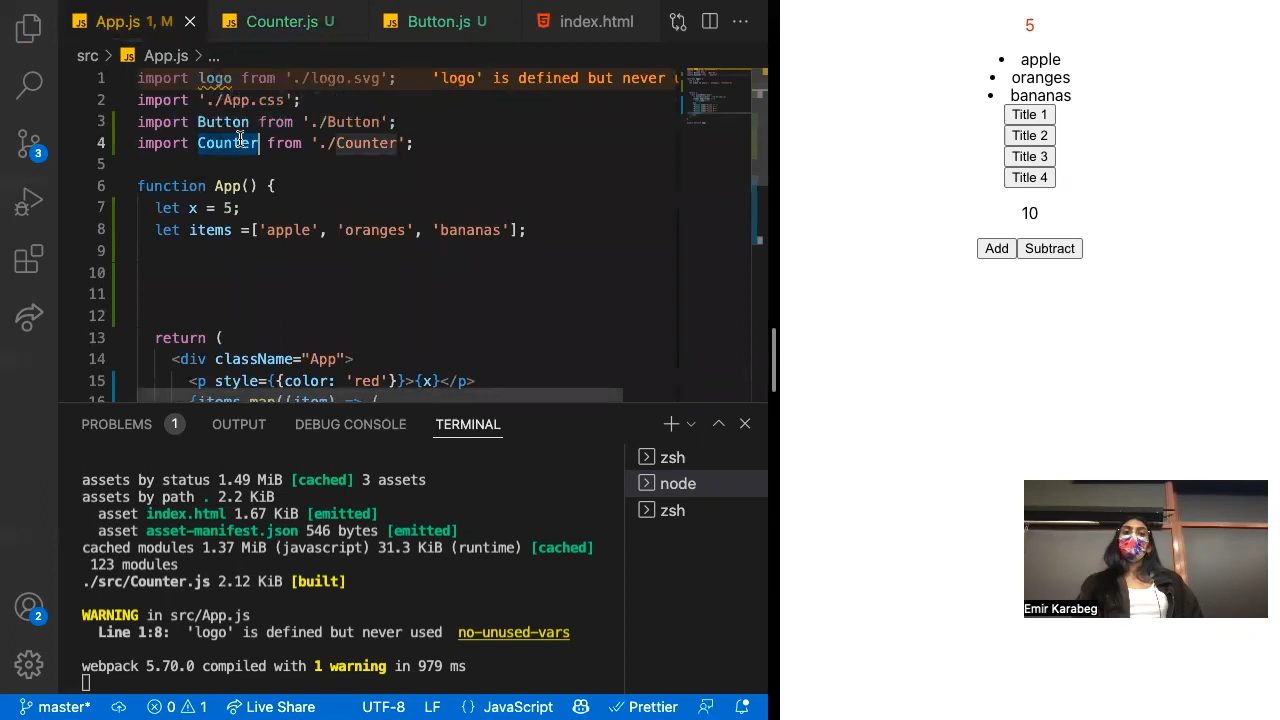 App.js 1, M
Counter.js U
Button.js U
index.html
src > App.js > ...
1 import logo from './logo.svg'; 'logo' is defined but never
2 import './App.css';
3 import Button from './Button';
4 import Counter from './Counter';
5
6 function App() {
7 let x = 5;
8 let items =['apple', 'oranges', 'bananas'];
9
10
11
12
13 return (
14 <div className="App">
15 <p style={{color: 'red'}}>{x}</p>
16 {items.map((item) => (
3
2
PROBLEMS 1 OUTPUT DEBUG CONSOLE TERMINAL
zsh
node
zsh
assets by status 1.49 MiB [cached] 3 assets
assets by path . 2.2 KiB
asset index.html 1.67 KiB [emitted]
asset asset-manifest.json 546 bytes [emitted]
cached modules 1.37 MiB (javascript) 31.3 KiB (runtime) [cached]
123 modules
./src/Counter.js 2.12 KiB [built]
WARNING in src/App.js
Line 1:8: 'logo' is defined but never used no-unused-vars
webpack 5.70.0 compiled with 1 warning in 979 ms
master* 0 1 Live Share UTF-8 LF JavaScript Prettier
5
• apple
• oranges
• bananas
Title 1
Title 2
Title 3
Title 4
10
Add Subtract
Emir Karabeg